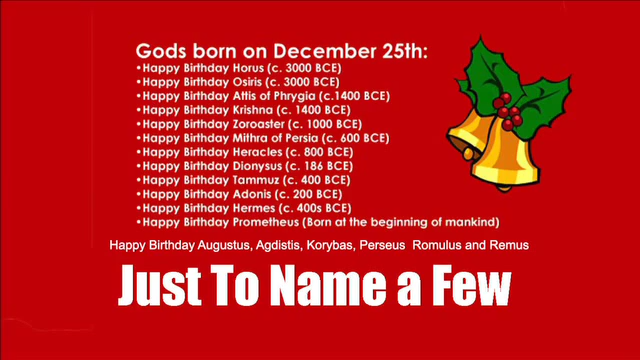 Gods born on December 25th:
•Happy Birthday Horus (c. 3000 BCE)
•Happy Birthday Osiris (c. 3000 BCE)
•Happy Birthday Attis of Phrygia (c.1400 BCE)
•Happy Birthday Krishna (c. 1400 BCE)
•Happy Birthday Zoroaster (c. 1000 BCE)
•Happy Birthday Mithra of Persia (c. 600 BCE)
•Happy Birthday Heracles (c. 800 BCE)
•Happy Birthday Dionysus (c. 186 BCE)
•Happy Birthday Tammuz (c. 400 BCE)
•Happy Birthday Adonis (c. 200 BCE)
•Happy Birthday Hermes (c. 400s BCE)
•Happy Birthday Prometheus (Born at the beginning of mankind)
Happy Birthday Augustus, Agdistis, Korybas, Perseus Romulus and Remus
Just To Name a Few